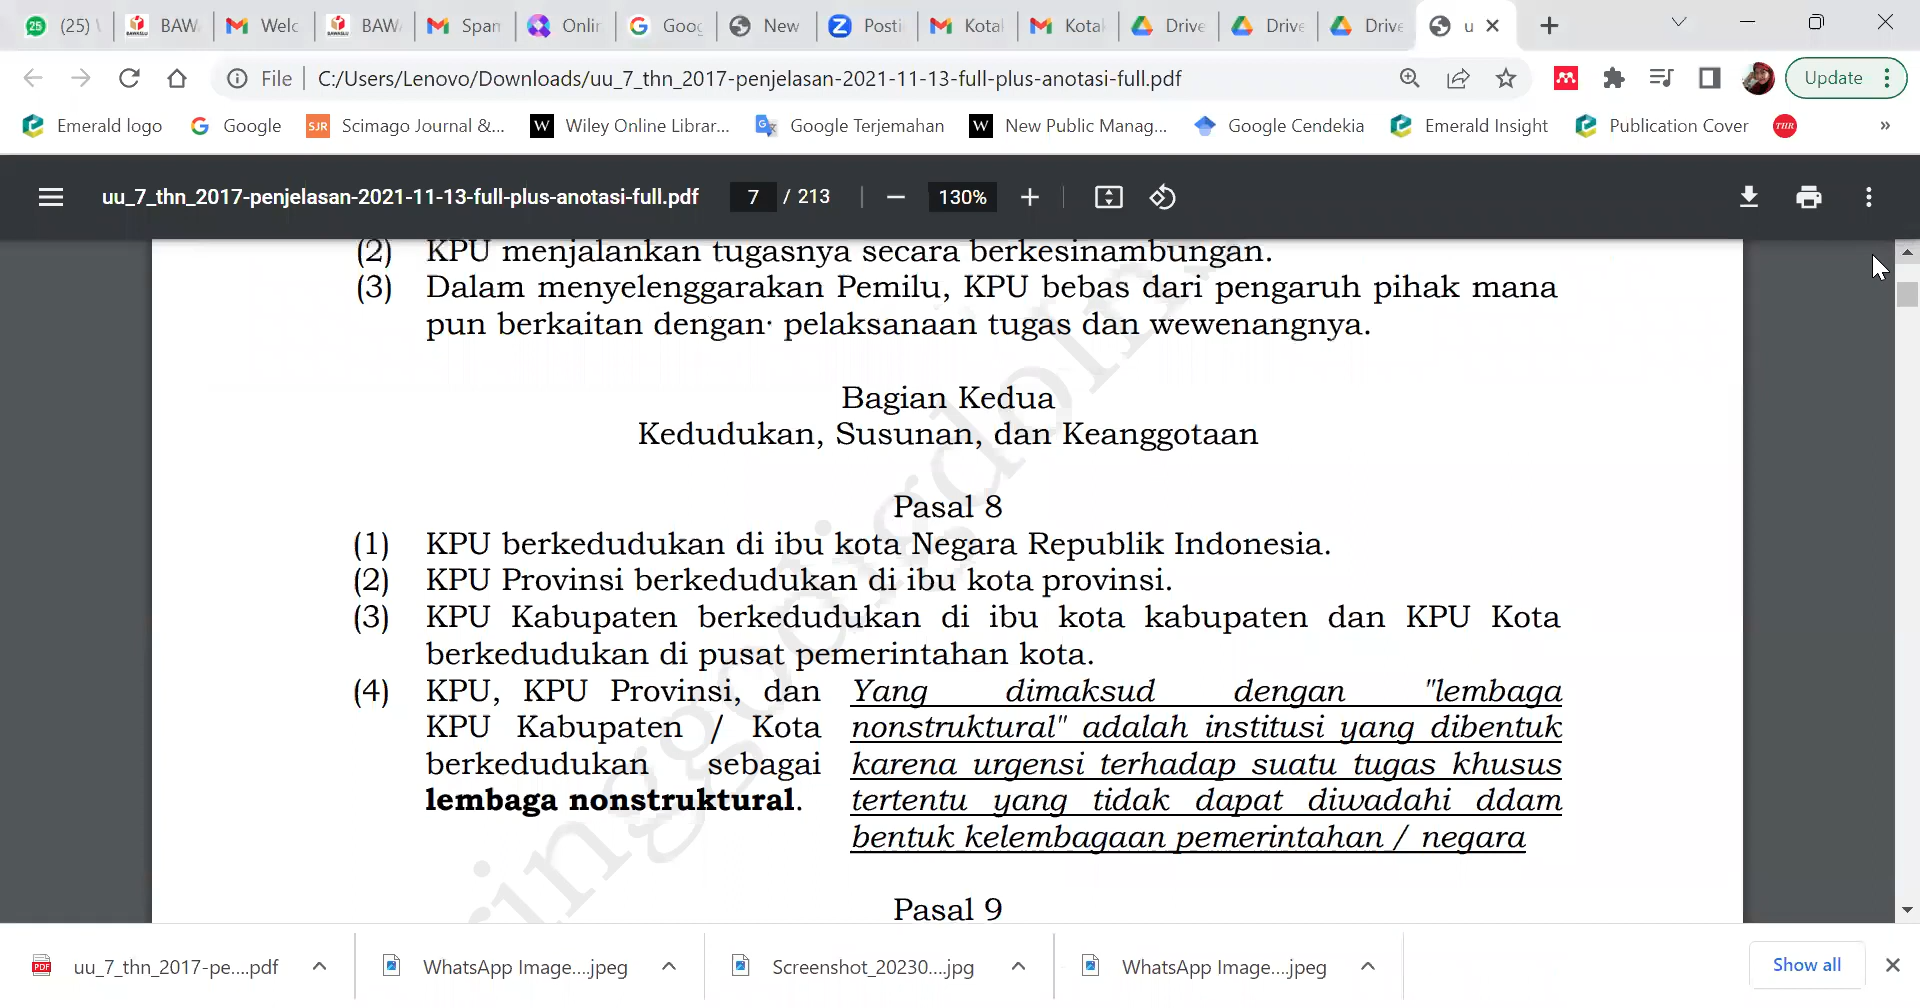 (25)
BAW
Welc
BAW
Span
Onlin
Goog
New
Posti
Kota
Kota
Drive
Drive
Drive
u
File
C:/Users/Lenovo/Downloads/uu_7_thn_2017-penjelasan-2021-11-13-full-plus-anotasi-full.pdf
Update
Emerald logo
Google
SJR Scimago Journal &...
W Wiley Online Librar...
Google Terjemahan
W New Public Manag...
Google Cendekia
Emerald Insight
Publication Cover
THR
»
uu_7_thn_2017-penjelasan-2021-11-13-full-plus-anotasi-full.pdf
7 / 213
130%
(2) KPU menjalankan tugasnya secara berkesinambungan.
(3) Dalam menyelenggarakan Pemilu, KPU bebas dari pengaruh pihak mana
pun berkaitan dengan· pelaksanaan tugas dan wewenangnya.
Bagian Kedua
Kedudukan, Susunan, dan Keanggotaan
Pasal 8
(1) KPU berkedudukan di ibu kota Negara Republik Indonesia.
(2) KPU Provinsi berkedudukan di ibu kota provinsi.
(3) KPU Kabupaten berkedudukan di ibu kota kabupaten dan KPU Kota
berkedudukan di pusat pemerintahan kota.
(4) KPU, KPU Provinsi, dan
KPU Kabupaten / Kota
berkedudukan sebagai
lembaga nonstruktural.
Yang dimaksud dengan "lembaga
nonstruktural" adalah institusi yang dibentuk
karena urgensi terhadap suatu tugas khusus
tertentu yang tidak dapat diwadahi ddam
bentuk kelembagaan pemerintahan / negara
Pasal 9
uu_7_thn_2017-pe....pdf
WhatsApp Image....jpeg
Screenshot_20230....jpg
WhatsApp Image....jpeg
Show all